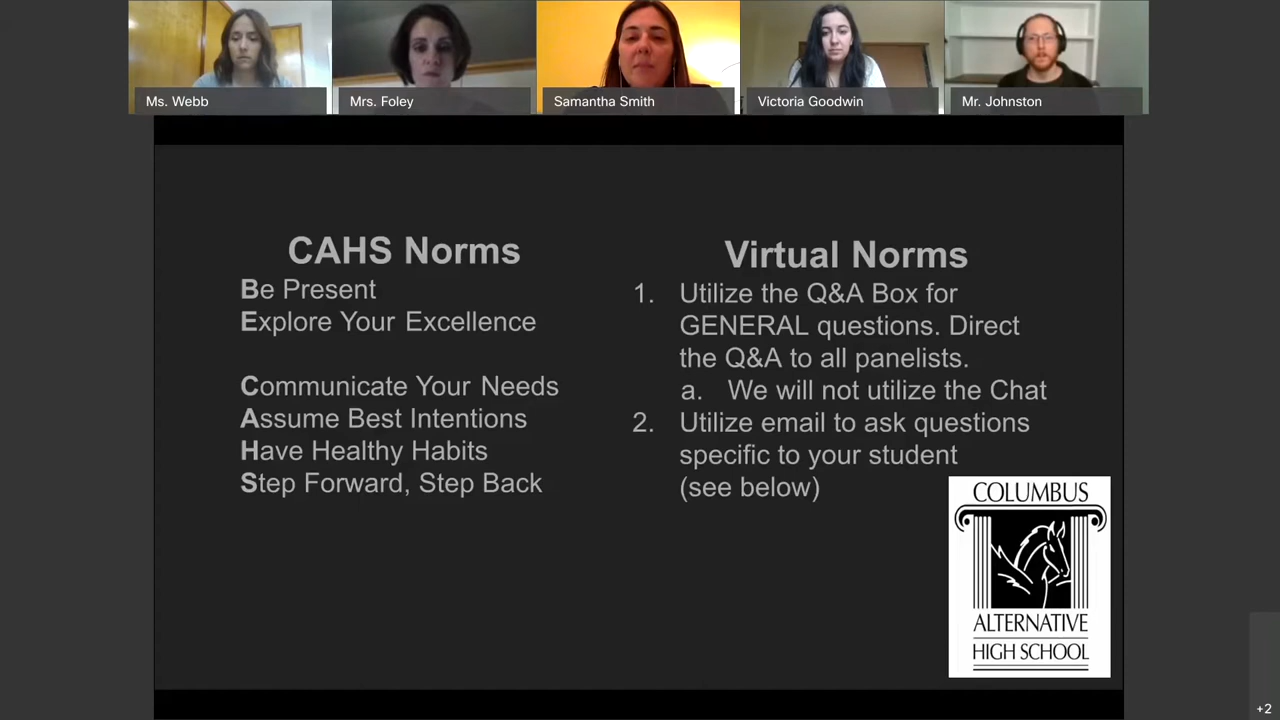 Ms. Webb
Mrs. Foley
Samantha Smith
Victoria Goodwin
Mr. Johnston
CAHS Norms
Be Present
Explore Your Excellence
Communicate Your Needs
Assume Best Intentions
Have Healthy Habits
Step Forward, Step Back
Virtual Norms
1. Utilize the Q&A Box for
GENERAL questions. Direct
the Q&A to all panelists.
a. We will not utilize the Chat
2. Utilize email to ask questions
specific to your student
(see below)
COLUMBUS
ALTERNATIVE
HIGH SCHOOL
+2